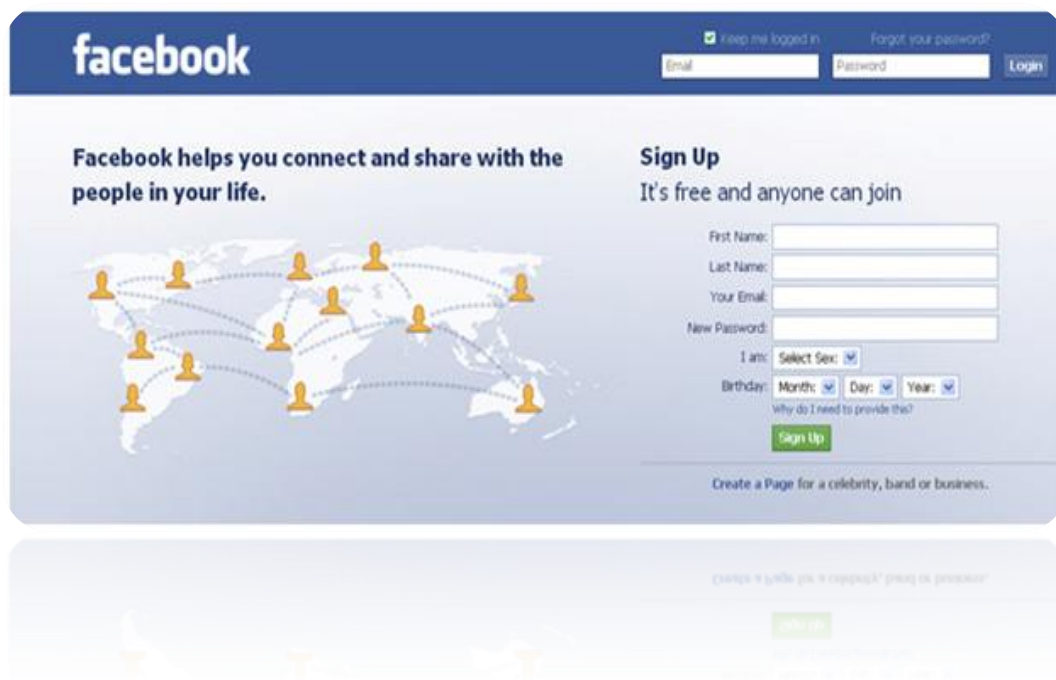 facebook
Keep me logged in
Forgot your password?
Email
Password
Login
Facebook helps you connect and share with the
people in your life.
Sign Up
It's free and anyone can join
First Name:
Last Name:
Your Email:
New Password:
I am: Select Sex:
Birthday: Month: Day: Year:
Why do I need to provide this?
Sign Up
Create a Page for a celebrity, band or business.